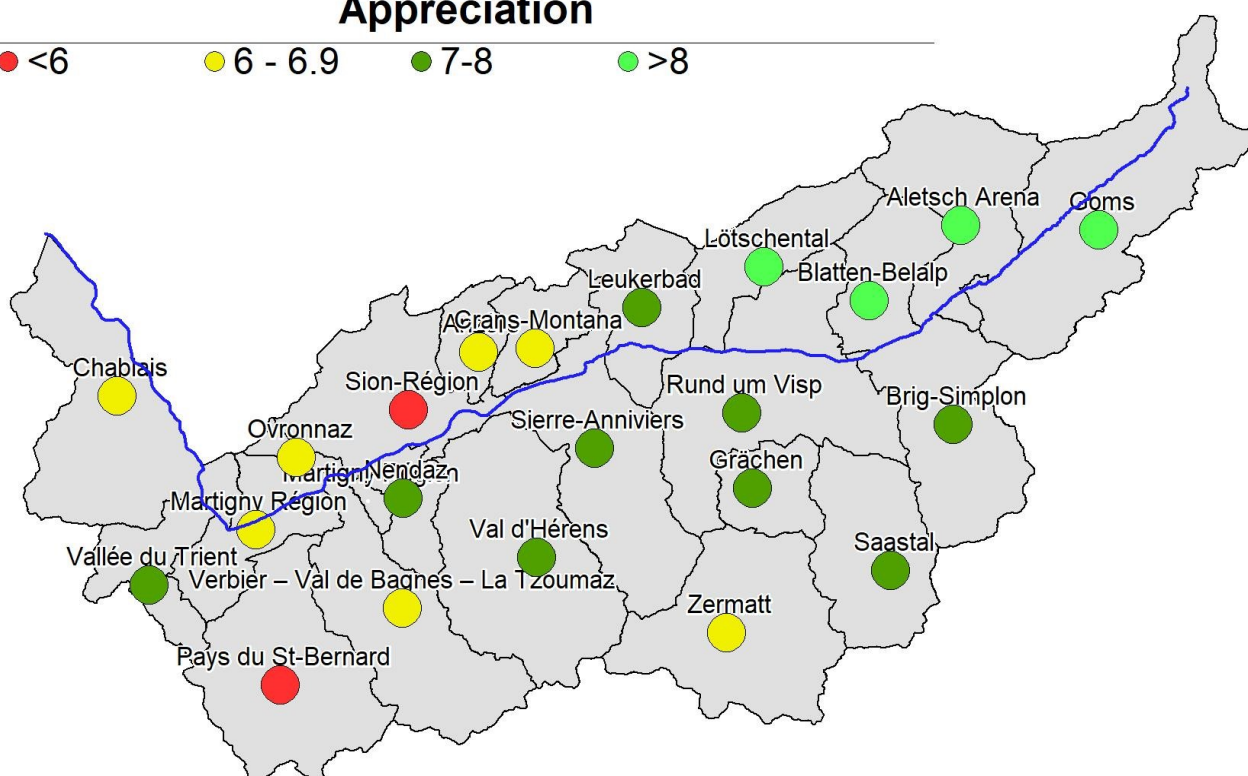 Appréciation
<6 6 - 6.9 7-8 >8
Aletsch Arena
Goms
Lötschental
Blatten-Belalp
Leukerbad
Crans-Montana
Chablais
Sion-Région
Rund um Visp
Brig-Simplon
Sierre-Anniviers
Ovronnaz
Grächen
Nendaz
Martigny Région
Val d'Hérens
Saastal
Vallée du Trient
Verbier – Val de Bagnes – La Tzoumaz
Zermatt
Pays du St-Bernard